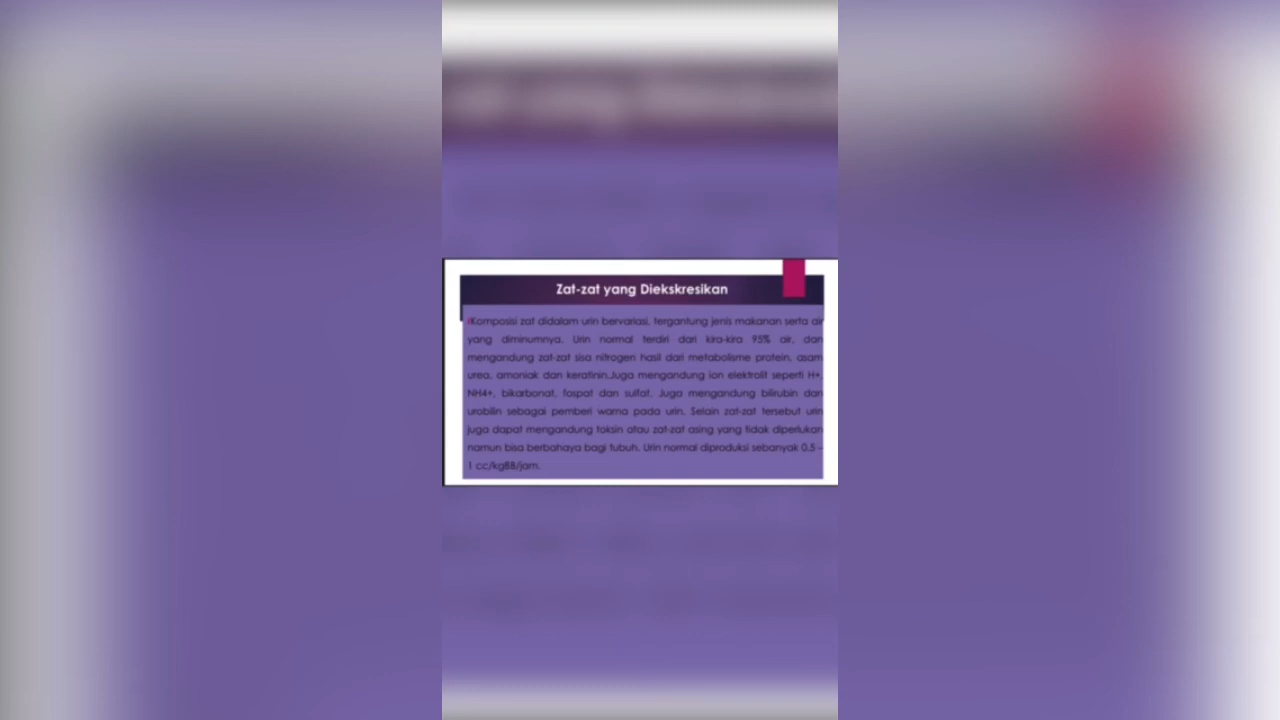 Zat-zat yang Diekskresikan
Komposisi zat didalam urin bervariasi, tergantung jenis makanan serta air
yang diminumnya. Urin normal terdiri dari kira-kira 95% air, dan
mengandung zat-zat sisa nitrogen hasil dari metabolisme protein, asam
urea, amoniak dan keratinin.Juga mengandung ion elektrolit seperti H+,
NH4+, bikarbonat, fospat dan sulfat. Juga mengandung bilirubin dan
urobilin sebagai pemberi warna pada urin. Selain zat-zat tersebut urin
juga dapat mengandung toksin atau zat-zat asing yang tidak diperlukan
namun bisa berbahaya bagi tubuh. Urin normal diproduksi sebanyak 0,5 –
1 cc/kgBB/jam.